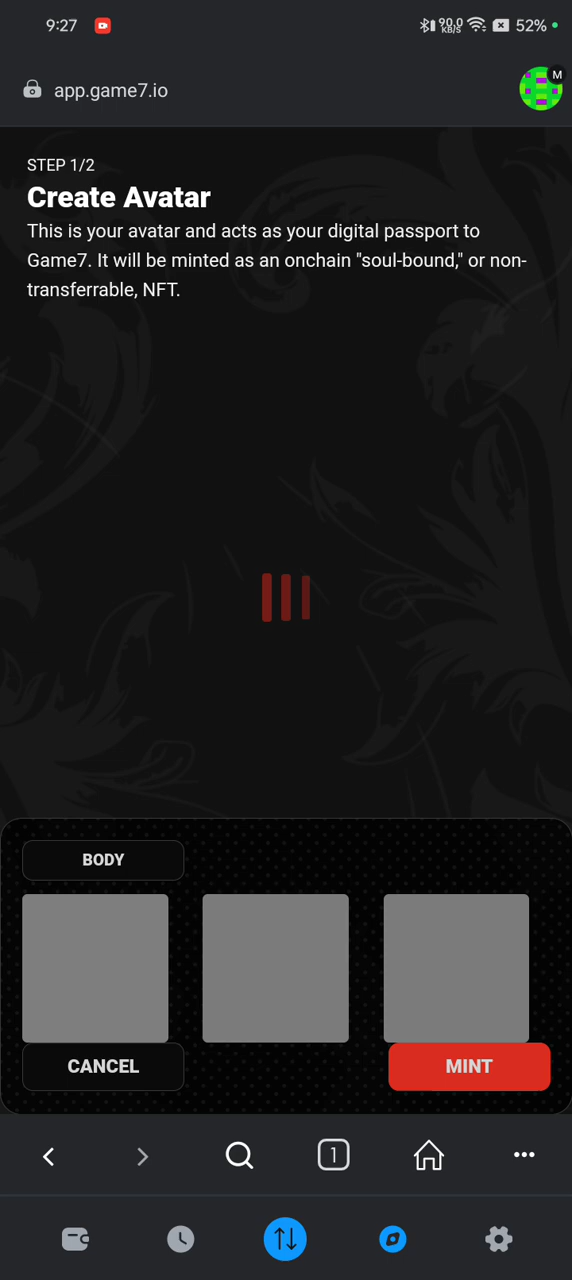 9:27
90.0
KB/S
52%
app.game7.io
M
STEP 1/2
Create Avatar
This is your avatar and acts as your digital passport to
Game7. It will be minted as an onchain "soul-bound," or non-
transferrable, NFT.
BODY
CANCEL
MINT
1